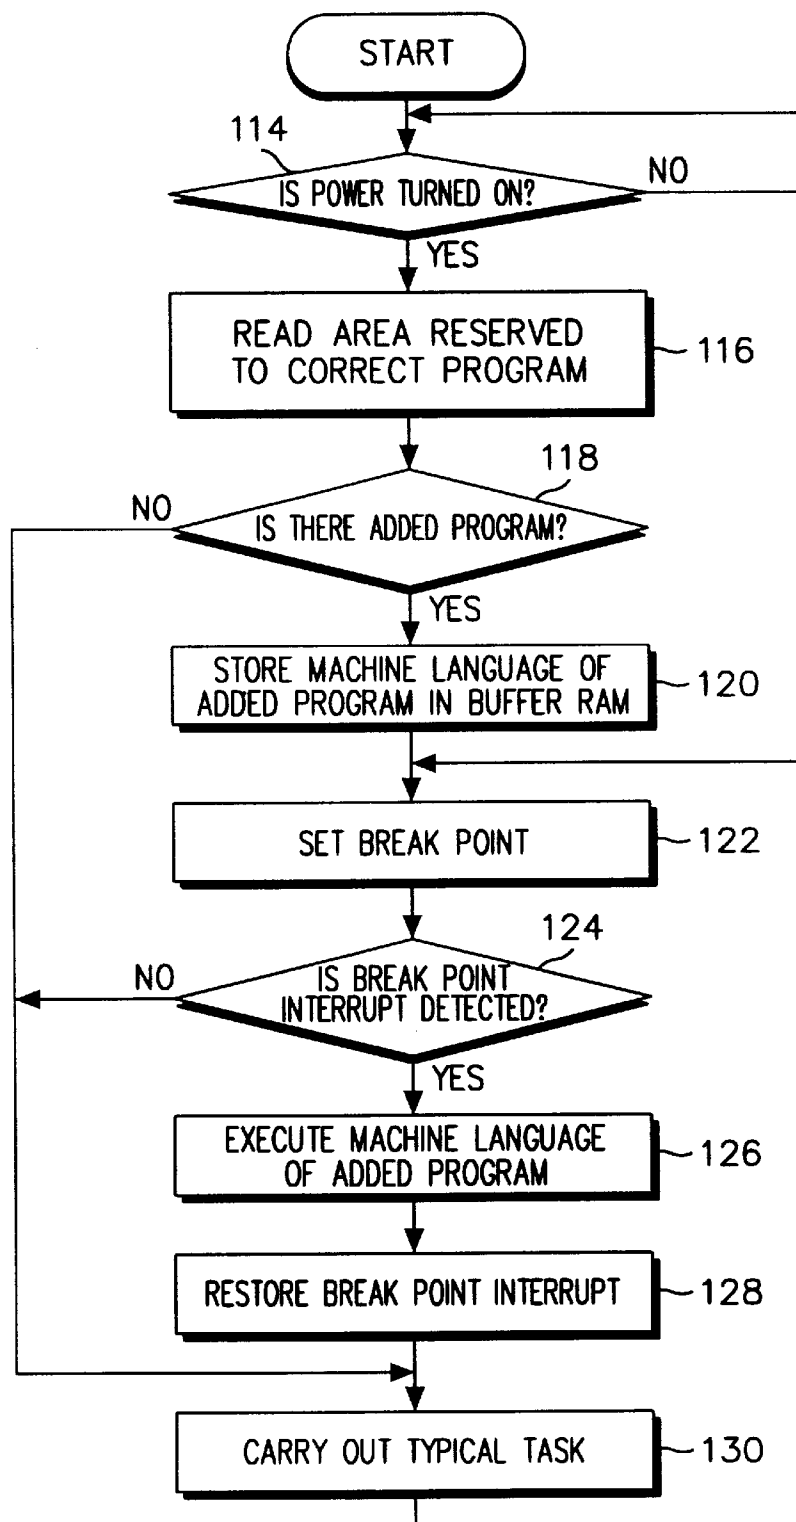 START
114
IS POWER TURNED ON?
NO
YES
READ AREA RESERVED
TO CORRECT PROGRAM
116
118
NO
IS THERE ADDED PROGRAM?
YES
STORE MACHINE LANGUAGE OF
ADDED PROGRAM IN BUFFER RAM
120
SET BREAK POINT
122
124
NO
IS BREAK POINT
INTERRUPT DETECTED?
YES
EXECUTE MACHINE LANGUAGE
OF ADDED PROGRAM
126
RESTORE BREAK POINT INTERRUPT
128
CARRY OUT TYPICAL TASK
130